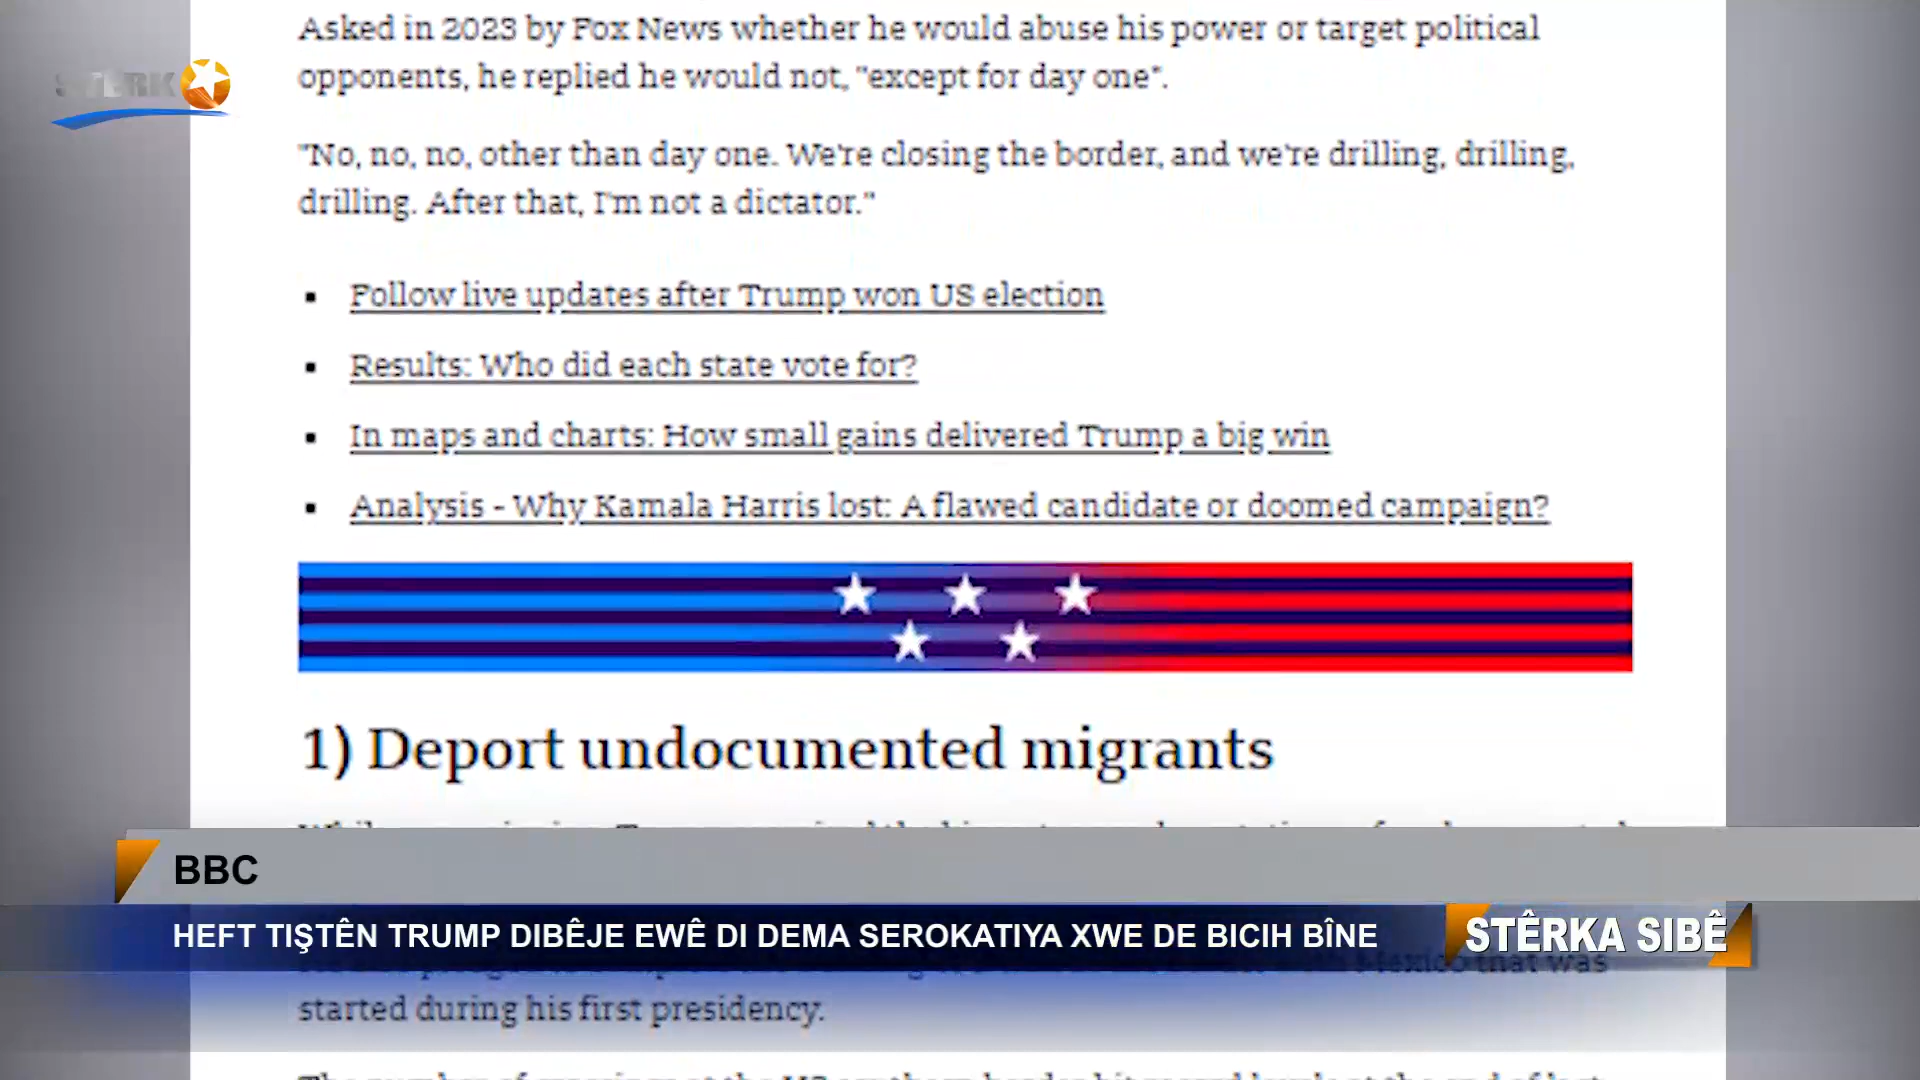 Asked in 2023 by Fox News whether he would abuse his power or target political
opponents, he replied he would not, "except for day one".
STÊRK
"No, no, no, other than day one. We're closing the border, and we're drilling, drilling,
drilling. After that, I'm not a dictator."
▪ Follow live updates after Trump won US election
▪ Results: Who did each state vote for?
▪ In maps and charts: How small gains delivered Trump a big win
▪ Analysis - Why Kamala Harris lost: A flawed candidate or doomed campaign?
1) Deport undocumented migrants
BBC
HEFT TIŞTÊN TRUMP DIBÊJE EWÊ DI DEMA SEROKATIYA XWE DE BICIH BÎNE
STÊRKA SIBÊ
Mexico that was
started during his first presidency.